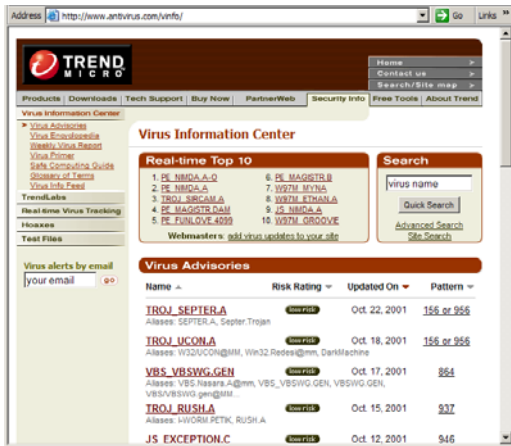 Address http://www.antivirus.com/vinfo/ Go Links »
TREND MICRO
Home >
Contact us >
Search/Site map >
Products Downloads Tech Support Buy Now PartnerWeb Security Info Free Tools About Trend
Virus Information Center
Virus Advisories
Virus Encyclopedia
Weekly Virus Report
Virus Primer
Safe Computing Guide
Glossary of Terms
Virus Info Feed
TrendLabs
Real-time Virus Tracking
Hoaxes
Test Files
Virus alerts by email
your email go
Virus Information Center
Real-time Top 10
1. PE_NIMDA.A-O
2. PE_NIMDA.A
3. TROJ_SIRCAM.A
4. PE_MAGISTR.DAM
5. PE_FUNLOVE.4099
6. PE_MAGISTR.B
7. W97M_MYNA
8. W97M_ETHAN.A
9. JS_NIMDA.A
10. W97M_GROOVE
Webmasters: add virus updates to your site
Search
virus name
Quick Search
Advanced Search
Site Search
Virus Advisories
Name Risk Rating Updated On Pattern
TROJ_SEPTER.A low risk Oct. 22, 2001 156 or 956
Aliases: SEPTER.A, Septer.Trojan
TROJ_UCON.A low risk Oct. 18, 2001 156 or 956
Aliases: W32/UCON@MM, Win32.Redesi@mm, DarkMachine
VBS_VBSWG.GEN low risk Oct. 17, 2001 864
Aliases: VBS.Nasara.A@mm, VBS_VBSWG.GEN, VBSWG.GEN,
VBS/VBSWG.gen@MM...
TROJ_RUSH.A low risk Oct. 15, 2001 937
Aliases: I-WORM.PETIK, RUSH.A
JS_EXCEPTION.C low risk Oct. 12, 2001 946